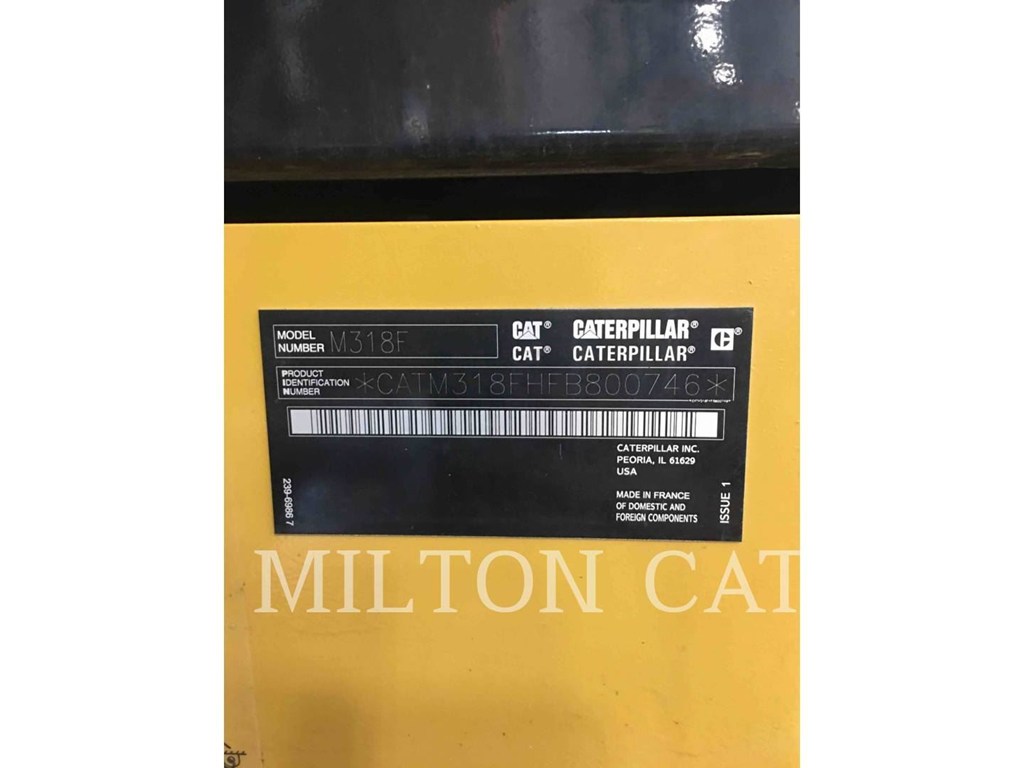 MODEL NUMBER M318F
CAT® CATERPILLAR®
CAT® CATERPILLAR®
PRODUCT IDENTIFICATION NUMBER *CATM318FHFB800746*
CATERPILLAR INC.
PEORIA, IL 61629
USA
MADE IN FRANCE
OF DOMESTIC AND
FOREIGN COMPONENTS
ISSUE 1
239-6986 7
MILTON CAT